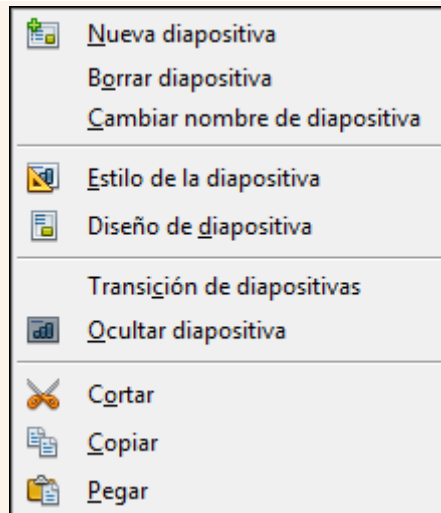 Nueva diapositiva
Borrar diapositiva
Cambiar nombre de diapositiva
Estilo de la diapositiva
Diseño de diapositiva
Transición de diapositivas
Ocultar diapositiva
Cortar
Copiar
Pegar